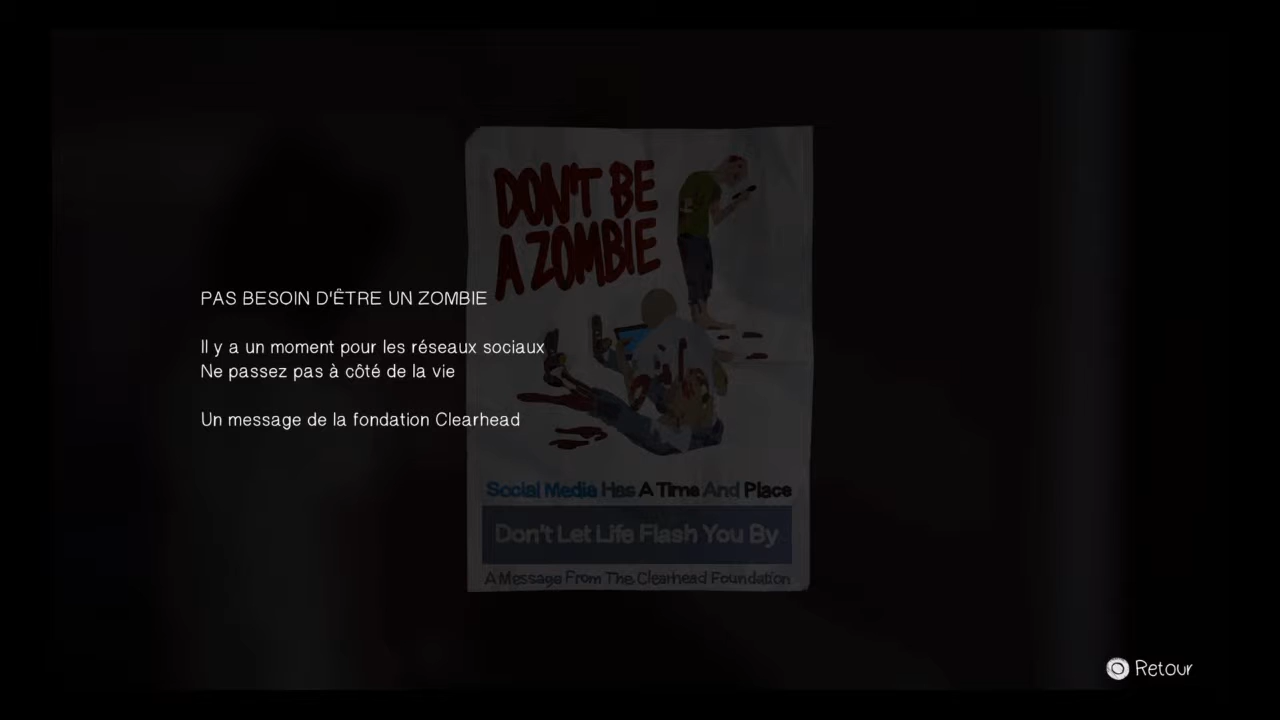 DON'T BE
A ZOMBIE
PAS BESOIN D'ÊTRE UN ZOMBIE
Il y a un moment pour les réseaux sociaux
Ne passez pas à côté de la vie
Un message de la fondation Clearhead
Social Media Has A Time And Place
Don't Let Life Flash You By
A Message From The Clearhead Foundation
Retour